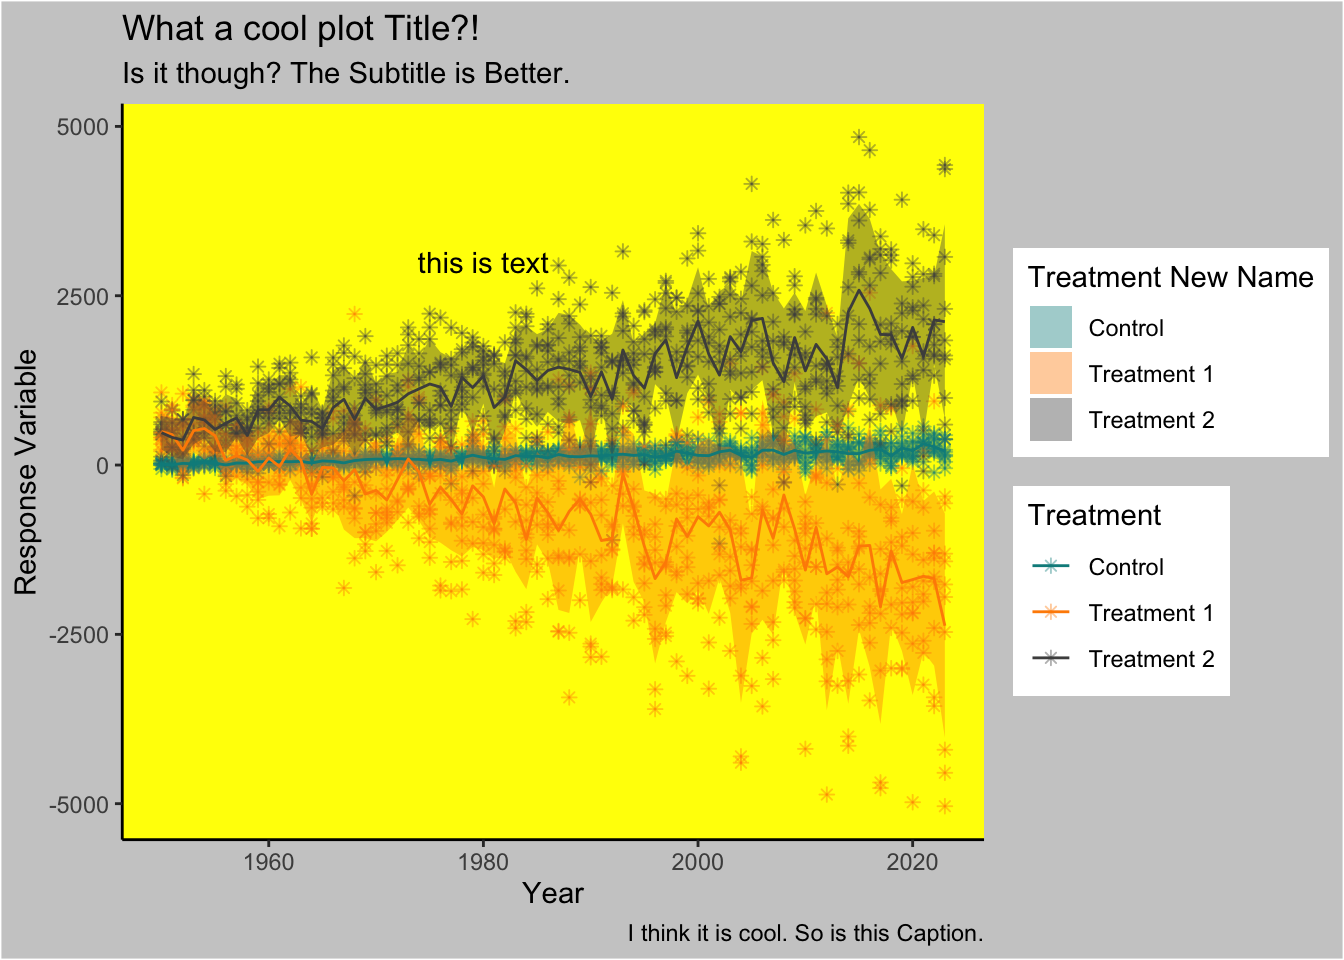 What a cool plot Title?!
Is it though? The Subtitle is Better.
5000
2500
0
-2500
-5000
Response Variable
this is text
1960
1980
2000
2020
Year
I think it is cool. So is this Caption.
Treatment New Name
Control
Treatment 1
Treatment 2
Treatment
Control
Treatment 1
Treatment 2